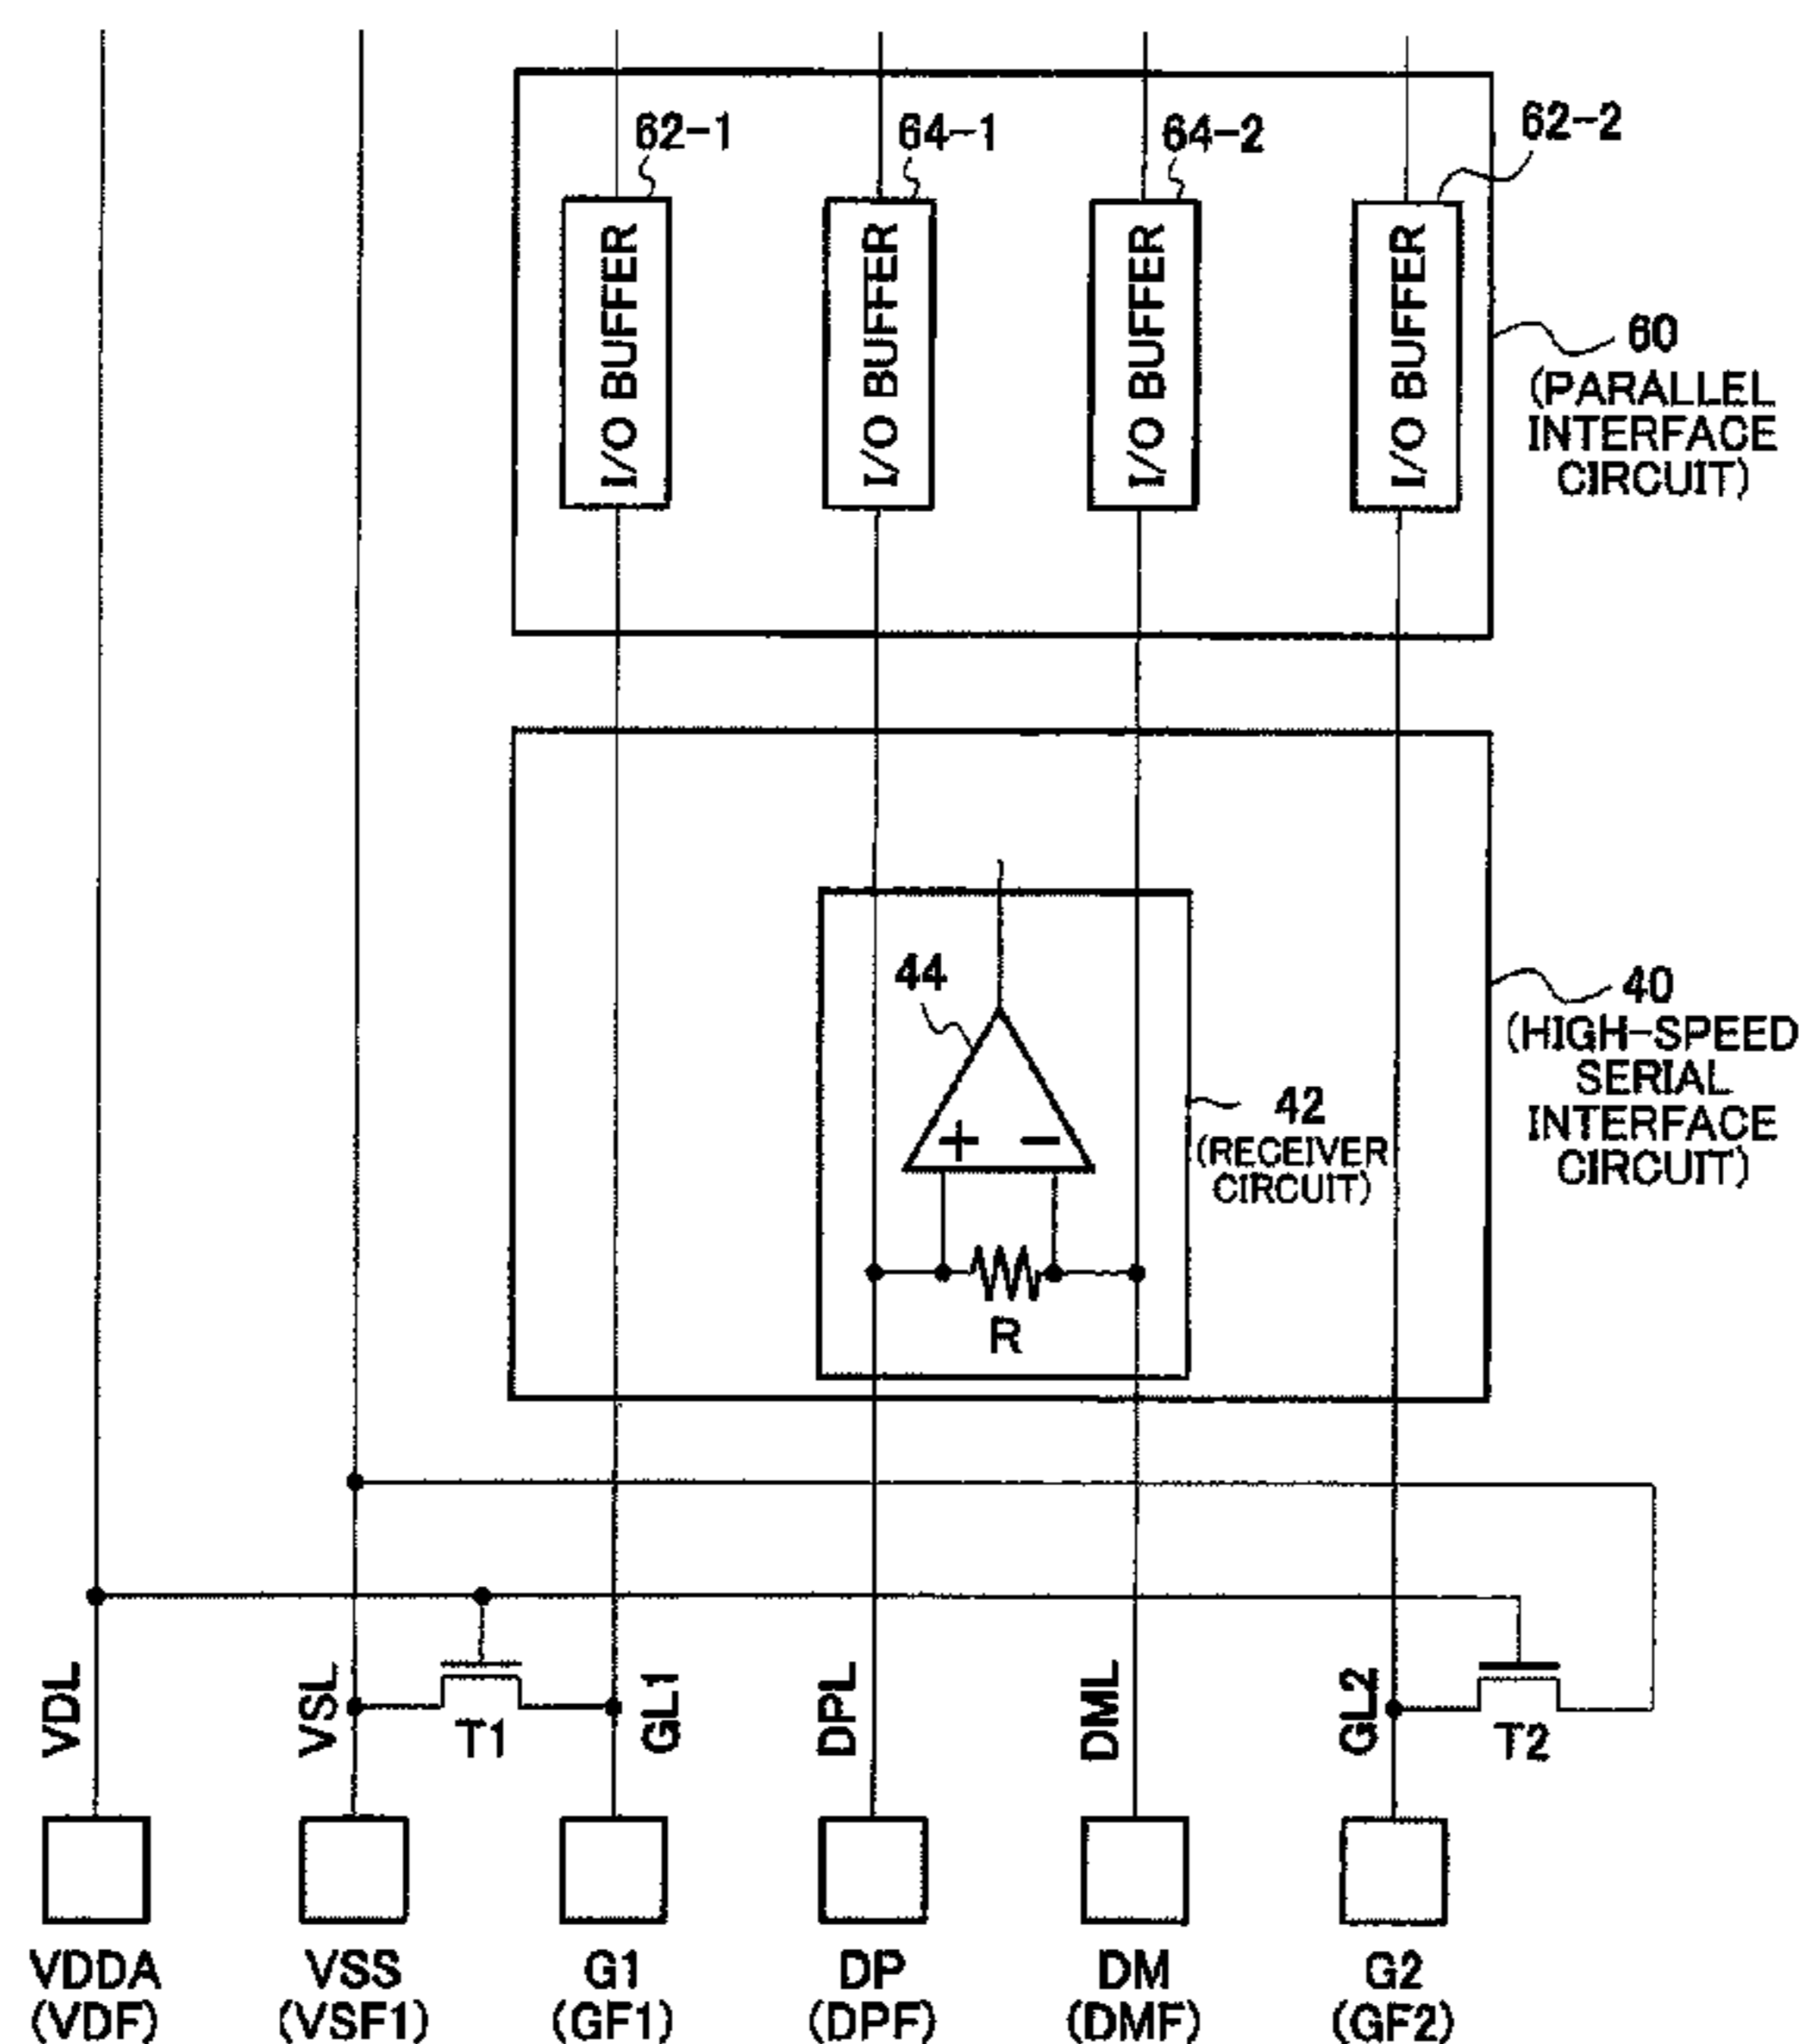 62-1
64-1
64-2
62-2
I/O BUFFER
I/O BUFFER
I/O BUFFER
I/O BUFFER
60
(PARALLEL
INTERFACE
CIRCUIT)
44
40
(HIGH-SPEED
SERIAL
INTERFACE
CIRCUIT)
42
(RECEIVER
CIRCUIT)
+ −
R
VDL
VSL
T1
GL1
DPL
DML
GL2
T2
VDDA
(VDF)
VSS
(VSF1)
G1
(GF1)
DP
(DPF)
DM
(DMF)
G2
(GF2)